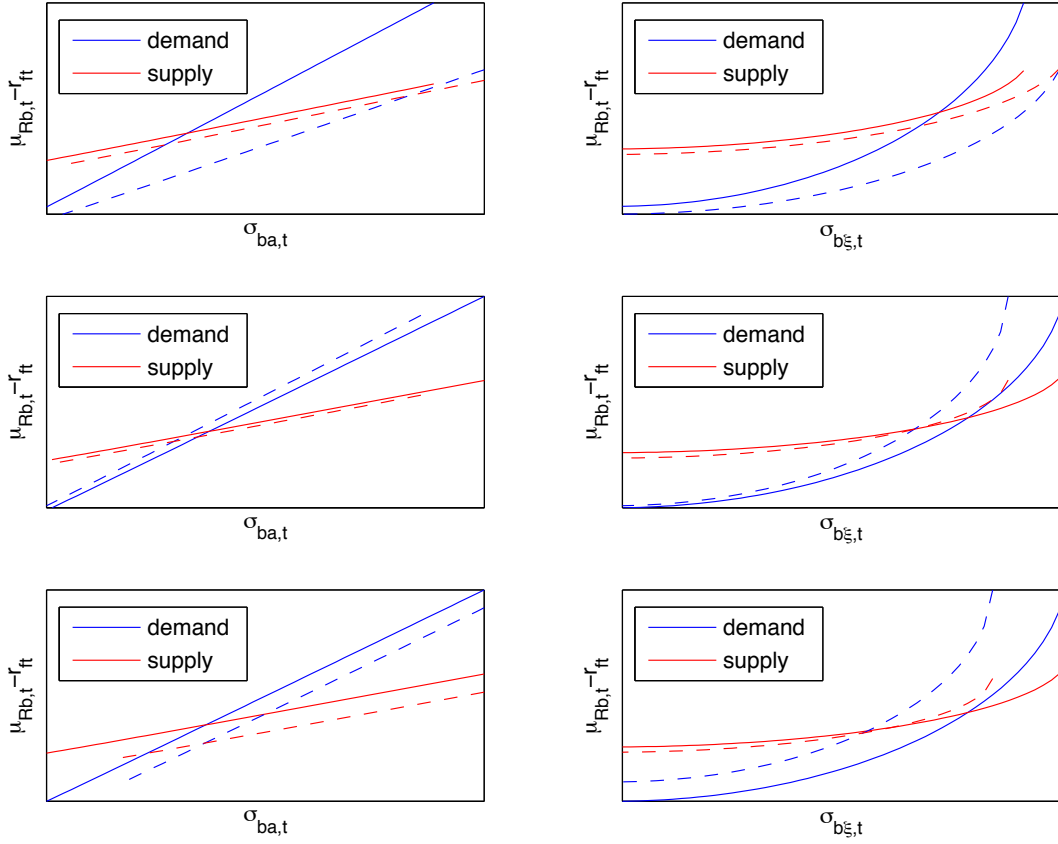 demand
supply
μRb,t−rft
σba,t
demand
supply
μRb,t−rft
σbξ,t
demand
supply
μRb,t−rft
σba,t
demand
supply
μRb,t−rft
σbξ,t
demand
supply
μRb,t−rft
σba,t
demand
supply
μRb,t−rft
σbξ,t